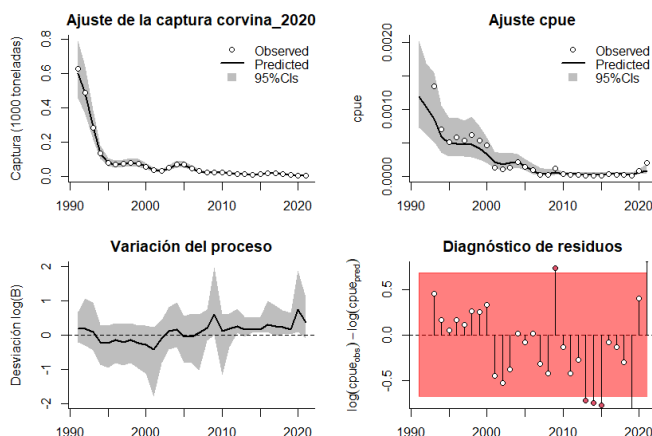 Ajuste de la captura corvina_2020
Captura (1000 toneladas)
0.8
0.6
0.4
0.2
0.0
Observed
Predicted
95%CIs
1990 2000 2010 2020
Ajuste cpue
cpue
0.0020
0.0010
0.0000
Observed
Predicted
95%CIs
1990 2000 2010 2020
Variación del proceso
Desviación log(B)
2
1
0
-1
-2
1990 2000 2010 2020
Diagnóstico de residuos
log(cpueobs) − log(cpuepred)
0.5
0.0
-0.5
1990 2000 2010 2020